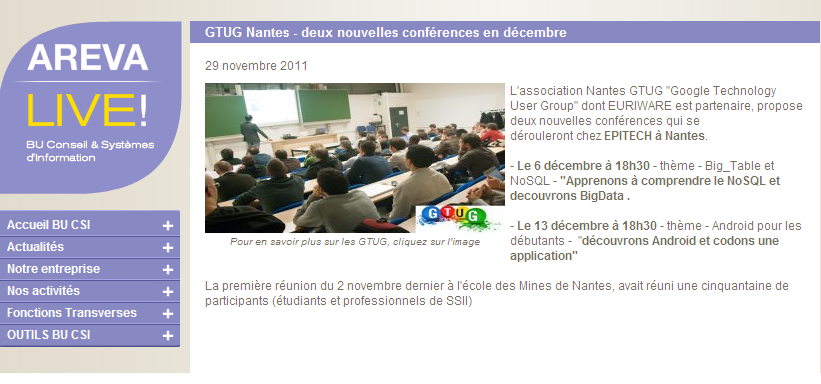 AREVA
LIVE!
BU Conseil & Systèmes
d'Information
Accueil BU CSI +
Actualités +
Notre entreprise +
Nos activités +
Fonctions Transverses +
OUTILS BU CSI +
GTUG Nantes - deux nouvelles conférences en décembre
29 novembre 2011
GTUG
Pour en savoir plus sur les GTUG, cliquez sur l'image
L'association Nantes GTUG "Google Technology
User Group" dont EURIWARE est partenaire, propose
deux nouvelles conférences qui se
dérouleront chez EPITECH à Nantes.
- Le 6 décembre à 18h30 - thème - Big_Table et
NoSQL - "Apprenons à comprendre le NoSQL et
decouvrons BigData .
- Le 13 décembre à 18h30 - thème - Android pour les
débutants - "découvrons Android et codons une
application"
La première réunion du 2 novembre dernier à l'école des Mines de Nantes, avait réuni une cinquantaine de
participants (étudiants et professionnels de SSII)